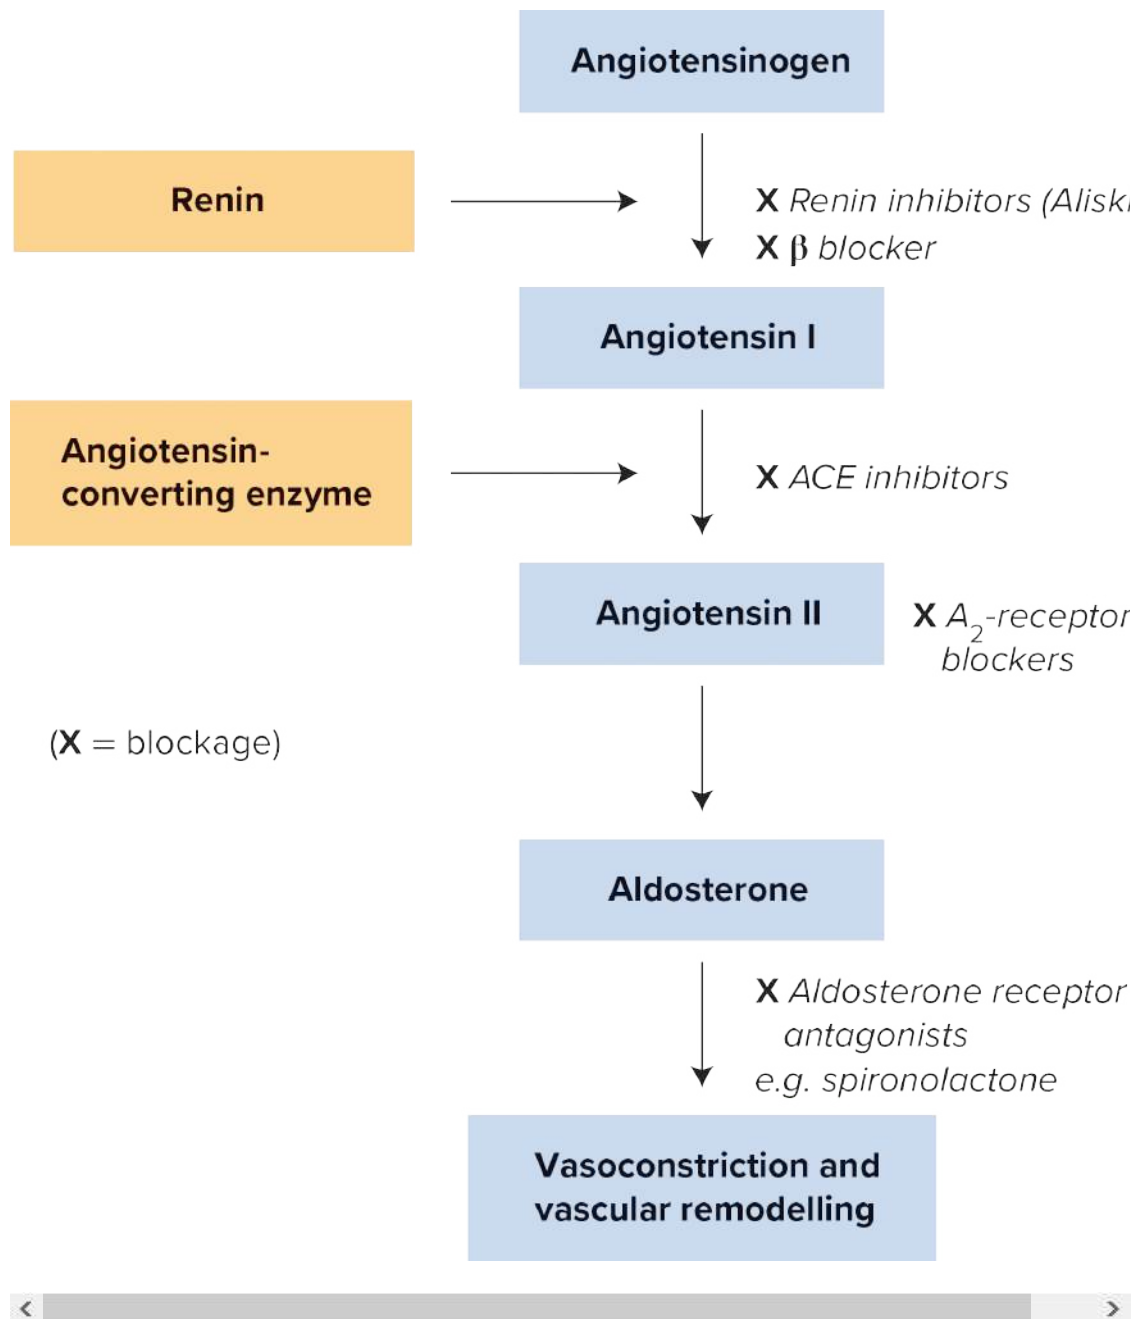 Angiotensinogen
Renin
X Renin inhibitors (Aliski
X β blocker
Angiotensin I
Angiotensin-
converting enzyme
X ACE inhibitors
Angiotensin II
X A₂-receptor
blockers
(X = blockage)
Aldosterone
X Aldosterone receptor
antagonists
e.g. spironolactone
Vasoconstriction and
vascular remodelling